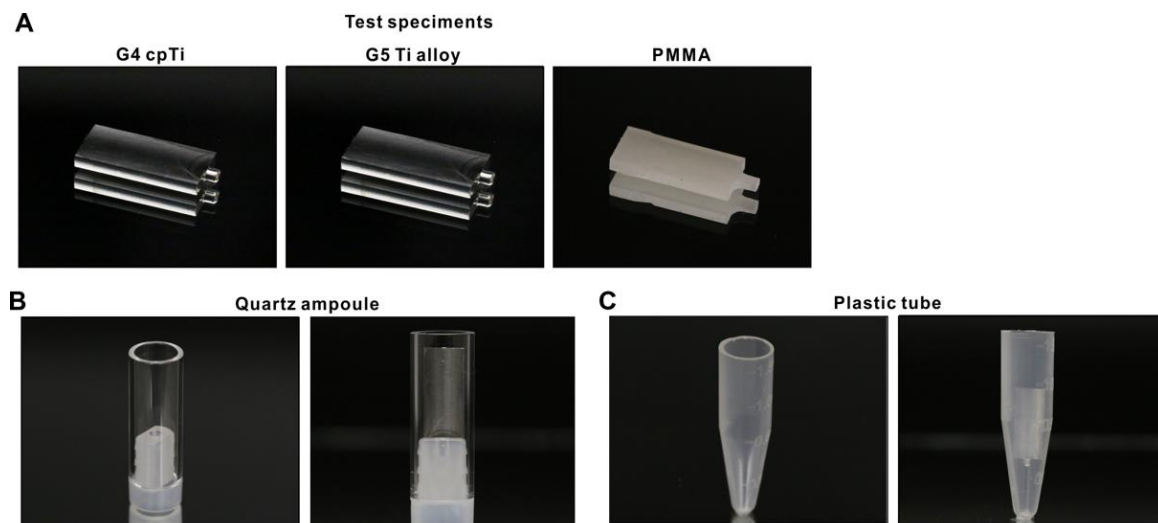 A
Test speciments
G4 cpTi
G5 Ti alloy
PMMA
B
Quartz ampoule
C
Plastic tube